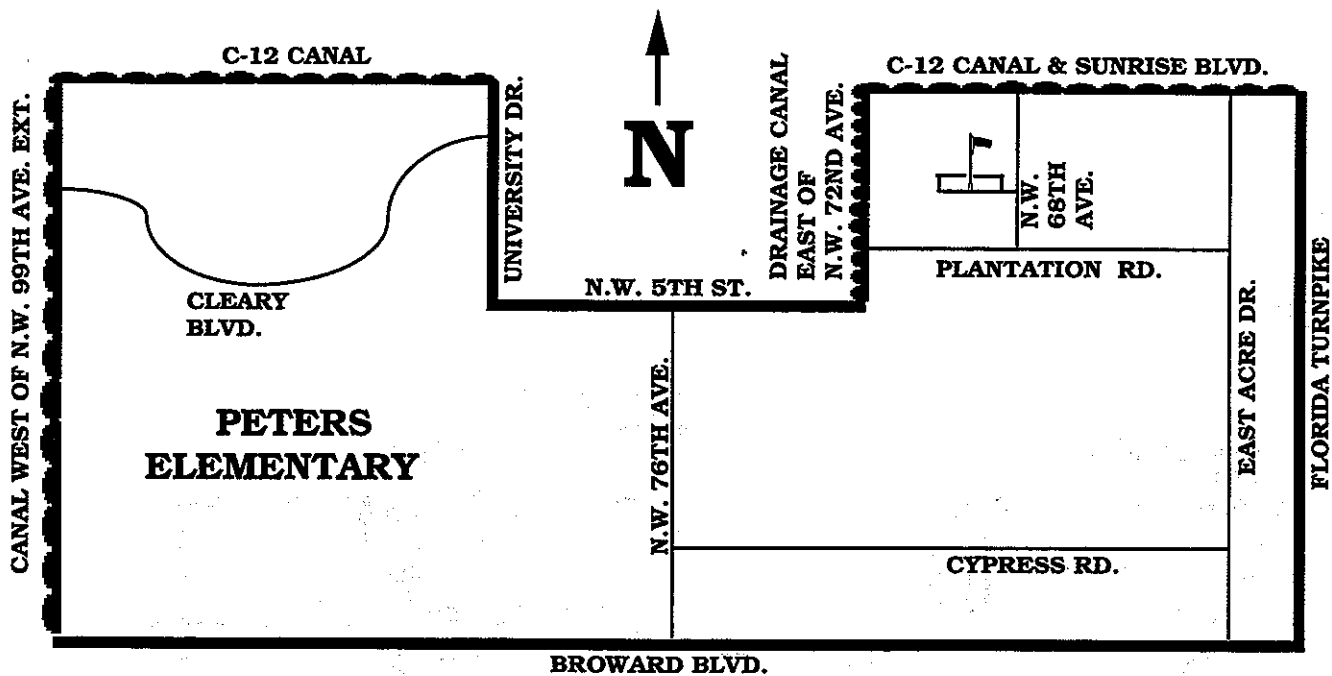 C-12 CANAL
C-12 CANAL & SUNRISE BLVD.
CANAL WEST OF N.W. 99TH AVE. EXT.
UNIVERSITY DR.
N
DRAINAGE CANAL
EAST OF
N.W. 72ND AVE.
N.W.
68TH
AVE.
PLANTATION RD.
N.W. 5TH ST.
CLEARY
BLVD.
PETERS
ELEMENTARY
N.W. 76TH AVE.
EAST ACRE DR.
FLORIDA TURNPIKE
CYPRESS RD.
BROWARD BLVD.